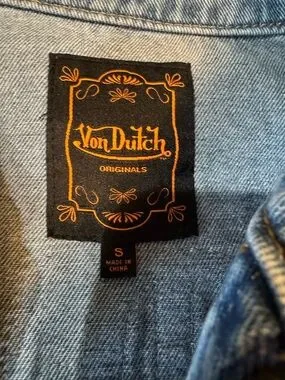 Von Dutch
ORIGINALS
S
MADE IN
CHINA